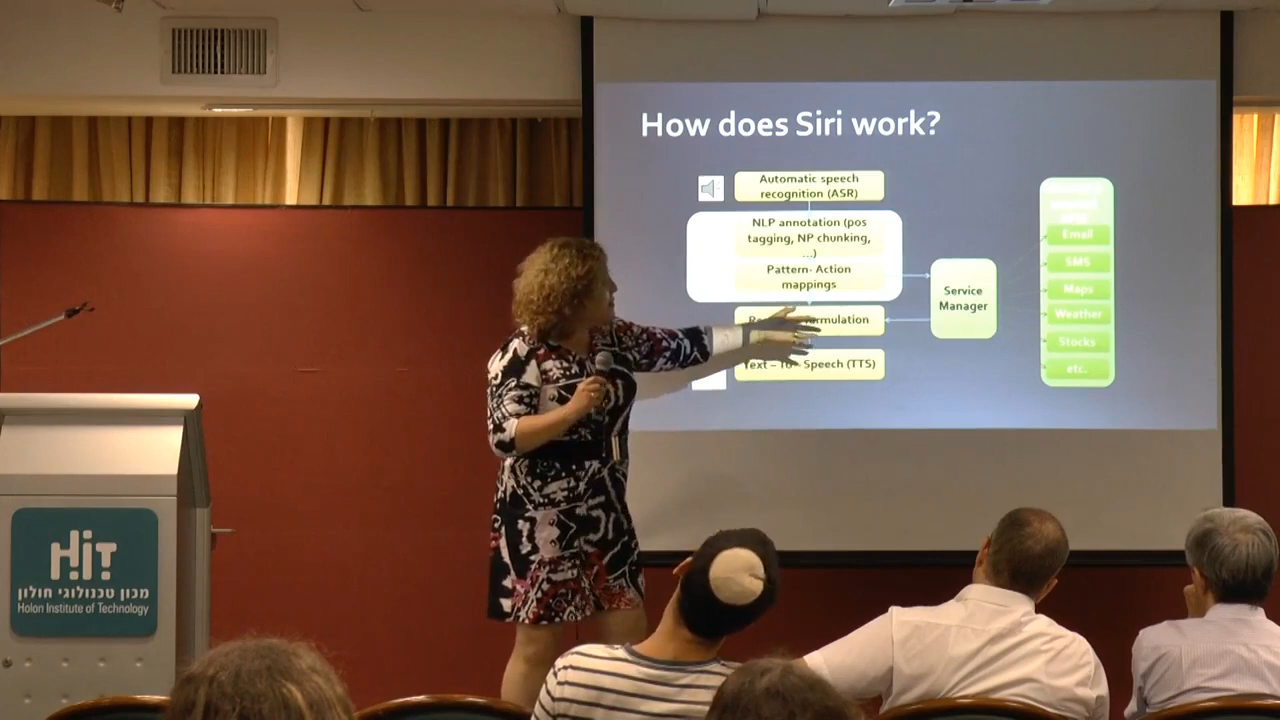 How does Siri work?
Automatic speech
recognition (ASR)
NLP annotation (pos
tagging, NP chunking,
...)
Pattern- Action
mappings
Service
Manager
Email
SMS
Maps
Weather
Stocks
etc.
Text – To - Speech (TTS)
HiT
מכון טכנולוגי חולון
Holon Institute of Technology